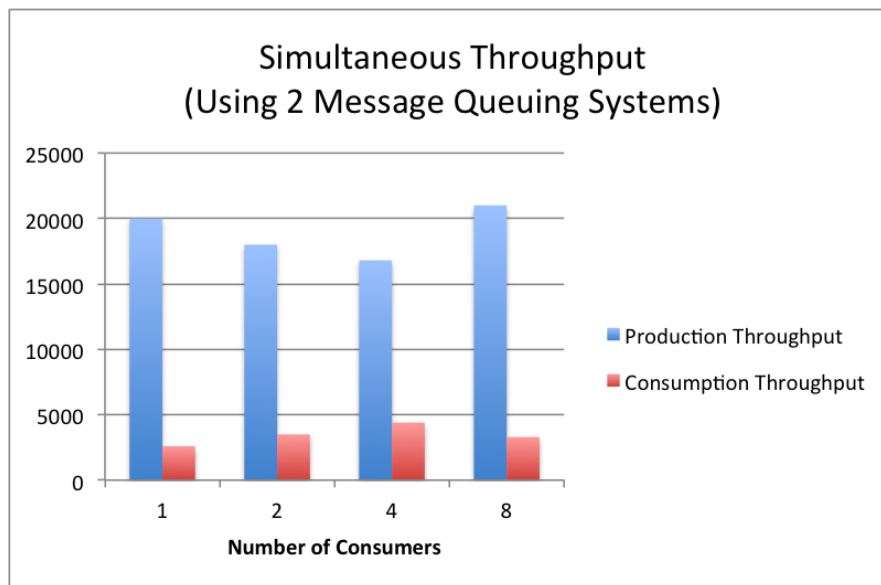 Simultaneous Throughput
(Using 2 Message Queuing Systems)
25000
20000
15000
10000
5000
0
1 2 4 8
Number of Consumers
Production Throughput
Consumption Throughput